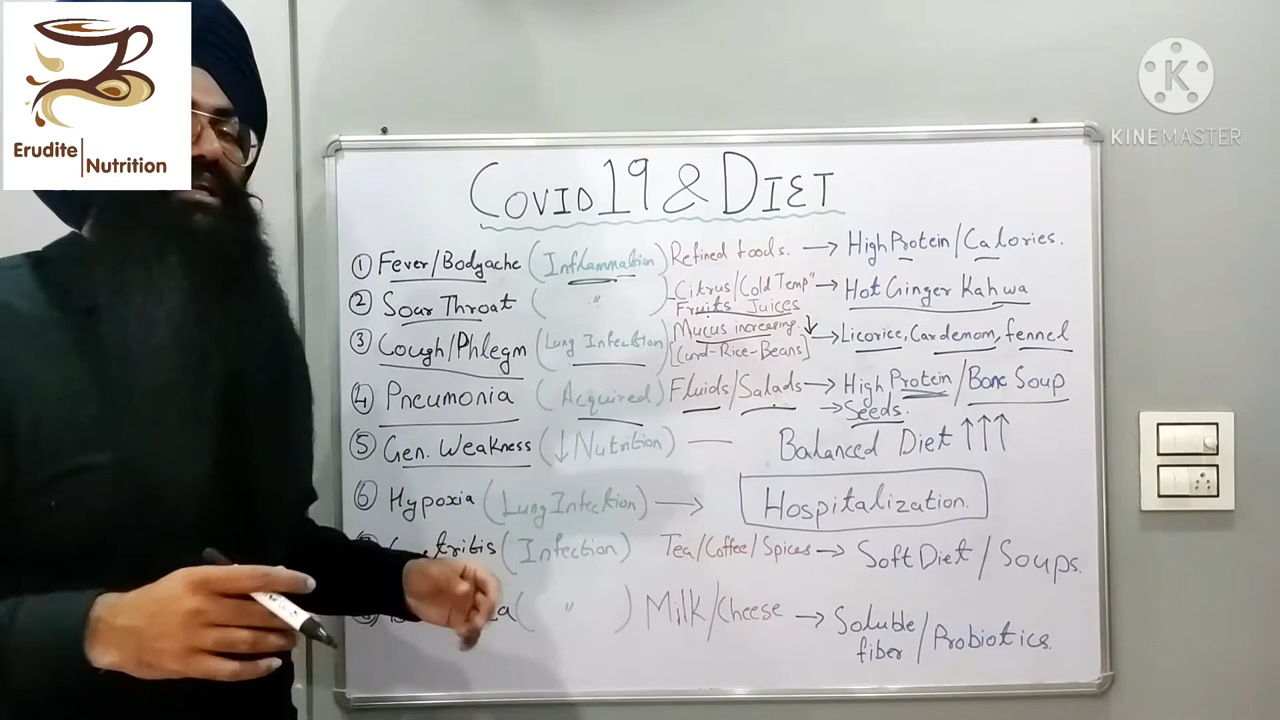 Erudite Nutrition
KINEMASTER
COVID 19 & DIET
① Fever/Bodyache (Inflammation) Refined foods. → High Protein/Calories.
② Sour Throat ( " ) Citrus/Cold Temp" → Hot Ginger Kahwa
Fruits Juices
③ Cough/Phlegm (Lung Infection) Mucus increasing ↓ → Licorice, Cardemom, fennel
[Curd-Rice-Beans]
④ Pneumonia (Acquired) Fluids/Salads → High Protein/Bone Soup
→ Seeds.
⑤ Gen. Weakness (↓ Nutrition) — Balanced Diet ↑↑↑
⑥ Hypoxia (Lung Infection) → Hospitalization.
(Infection) Tea/Coffee/Spices → Soft Diet/Soups.
( " ) Milk/Cheese → Soluble fiber/Probiotics.